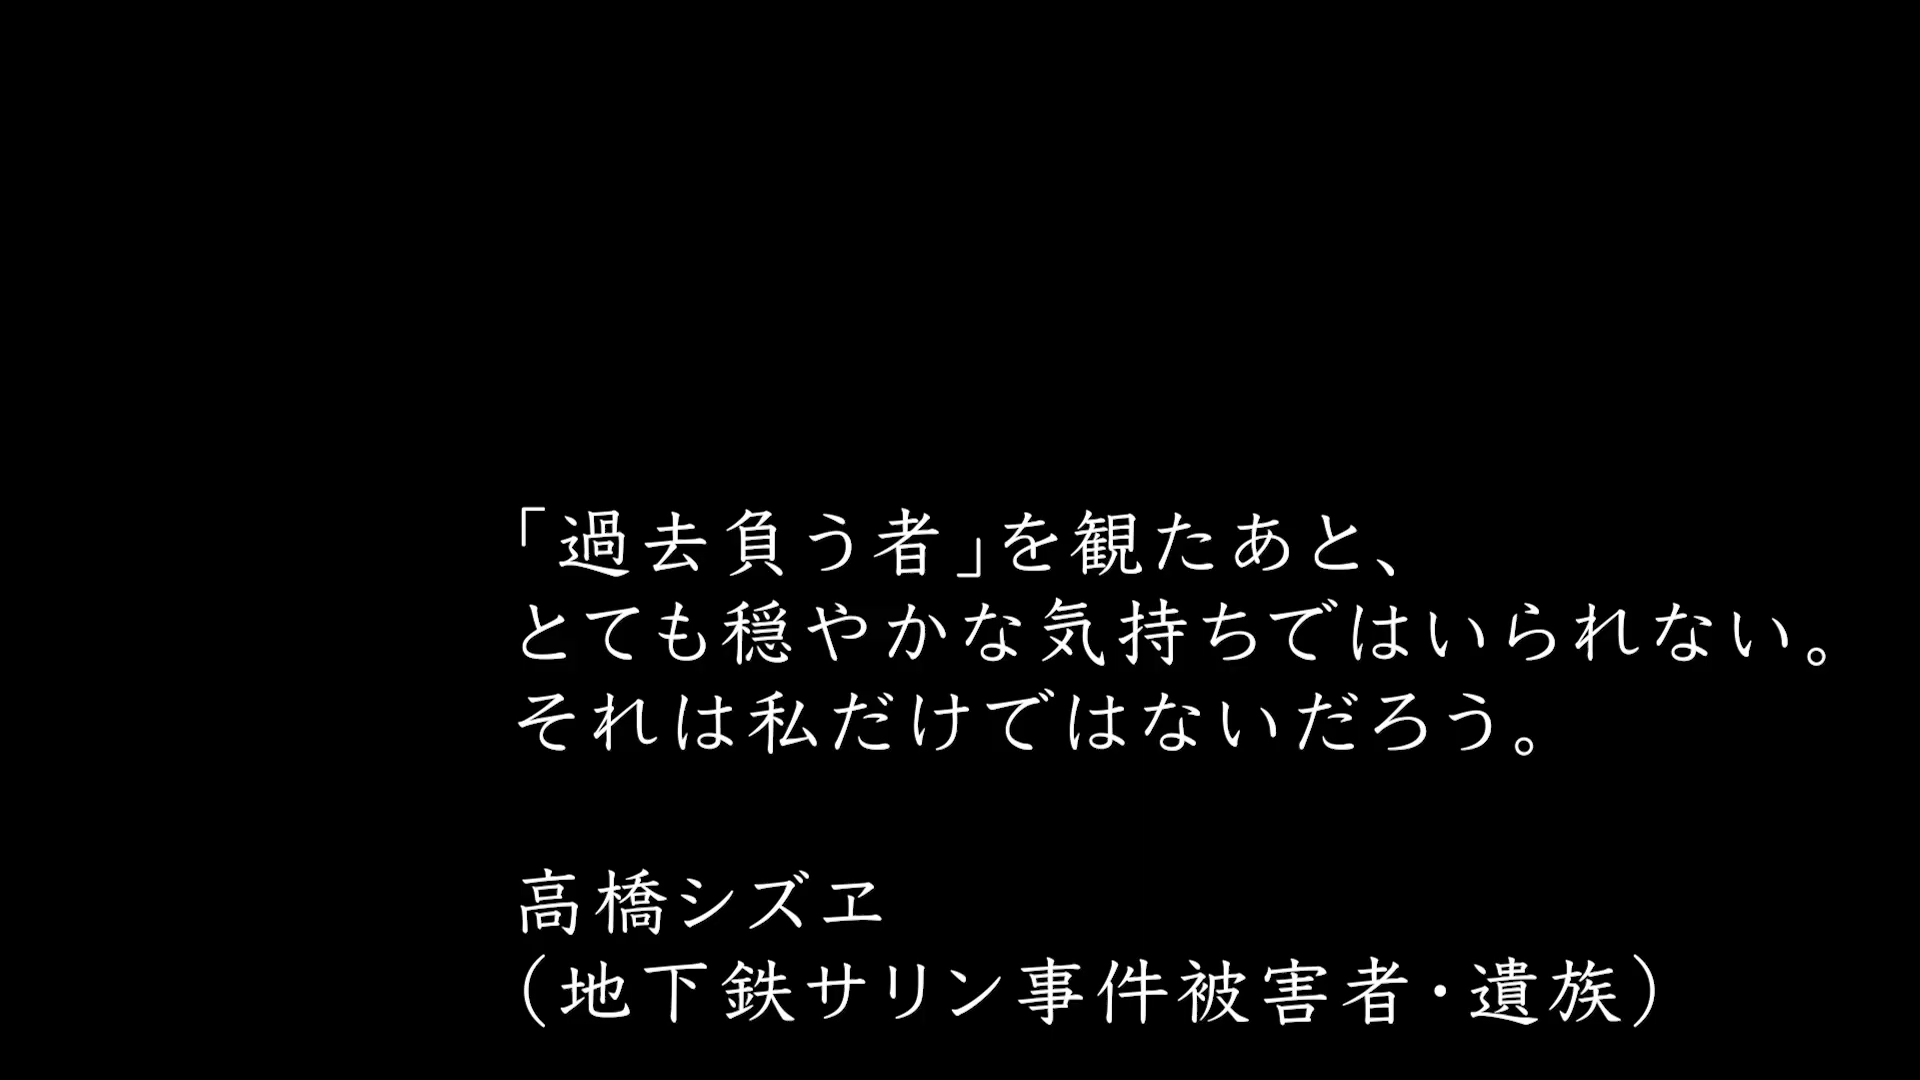 「過去負う者」を観たあと、
とても穏やかな気持ちではいられない。
それは私だけではないだろう。
高橋シズヱ
（地下鉄サリン事件被害者・遺族）